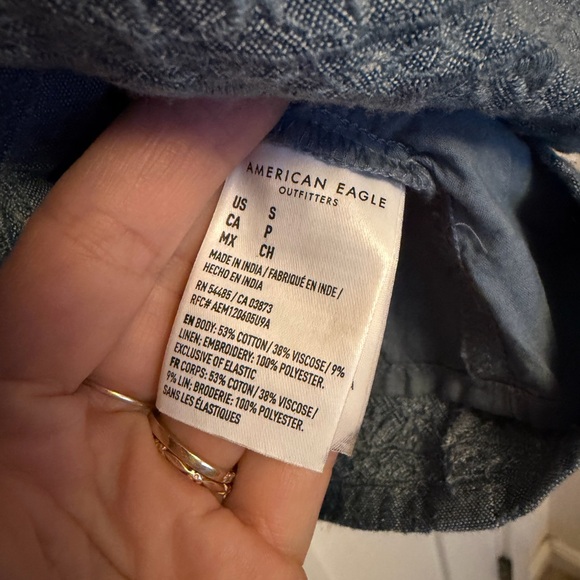 AMERICAN EAGLE
OUTFITTERS
US S
CA P
MX CH
MADE IN INDIA / FABRIQUÉ EN INDE /
HECHO EN INDIA
RN 54485 / CA 03873
RFC# AEM120605U9A
EN BODY: 53% COTTON / 38% VISCOSE / 9%
LINEN; EMBROIDERY: 100% POLYESTER.
EXCLUSIVE OF ELASTIC
FR CORPS: 53% COTON / 38% VISCOSE /
9% LIN; BRODERIE: 100% POLYESTER.
SANS LES ÉLASTIQUES